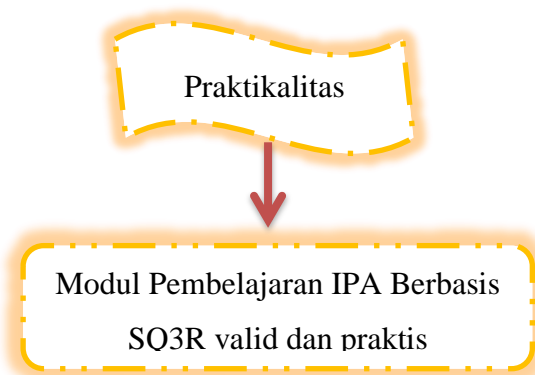 Praktikalitas
Modul Pembelajaran IPA Berbasis
SQ3R valid dan praktis